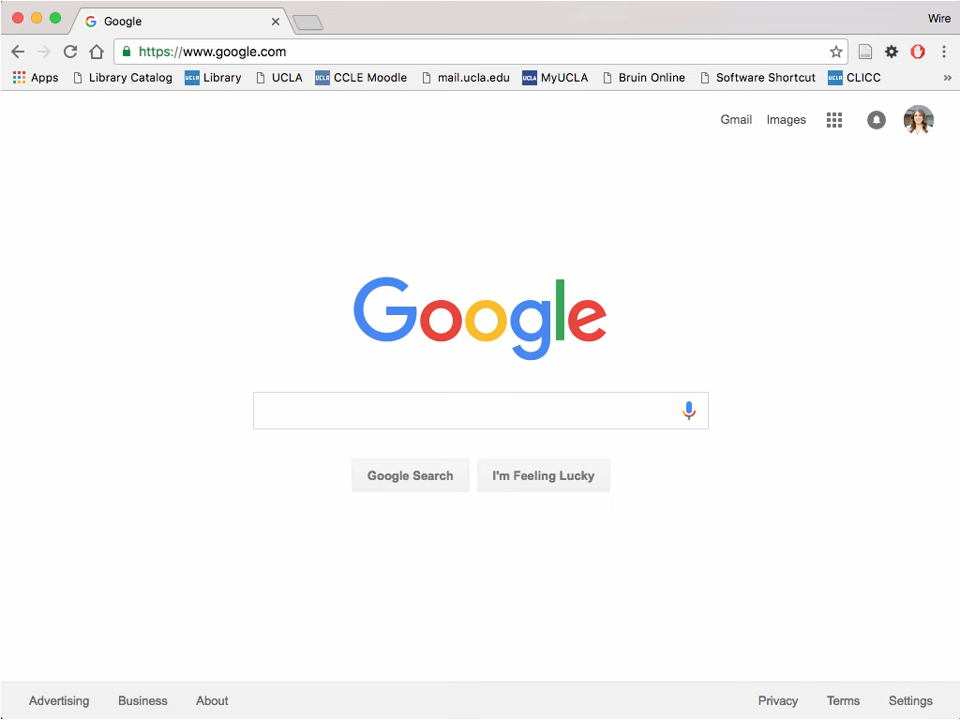 Google
Wire
https://www.google.com
Apps Library Catalog UCLA Library UCLA UCLA CCLE Moodle mail.ucla.edu UCLA MyUCLA Bruin Online Software Shortcut UCLA CLICC »
Gmail Images
Google
Google Search I'm Feeling Lucky
Advertising Business About Privacy Terms Settings